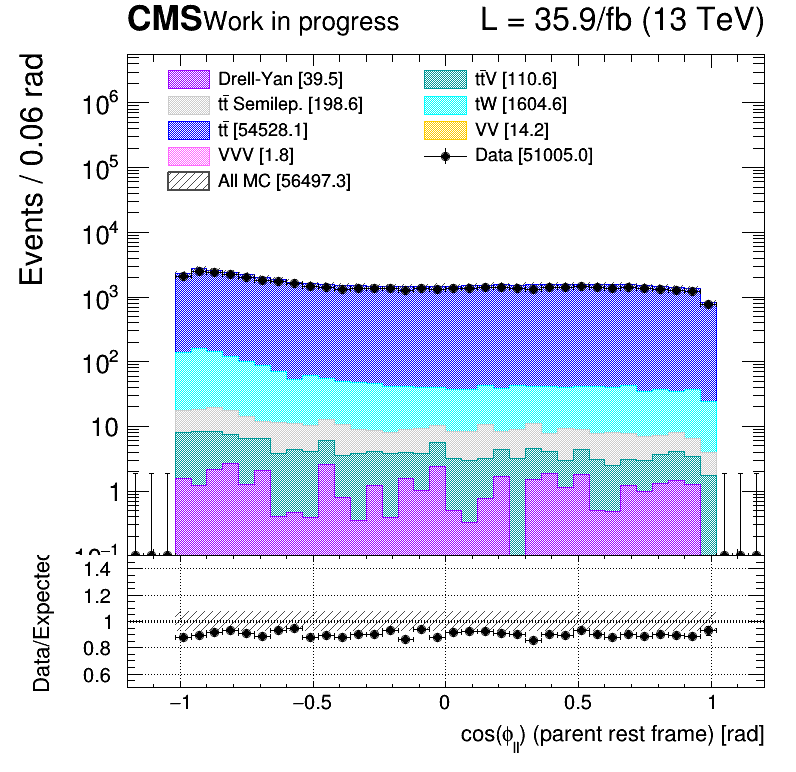 CMS Work in progress L = 35.9/fb (13 TeV)
Events / 0.06 rad
Drell-Yan [39.5]
tt̄ Semilep. [198.6]
tt̄ [54528.1]
VVV [1.8]
All MC [56497.3]
tt̄V [110.6]
tW [1604.6]
VV [14.2]
Data [51005.0]
10⁶
10⁵
10⁴
10³
10²
10
1
10⁻¹
Data/Expected
1.4
1.2
1
0.8
0.6
−1 −0.5 0 0.5 1
cos(ϕ_ll) (parent rest frame) [rad]